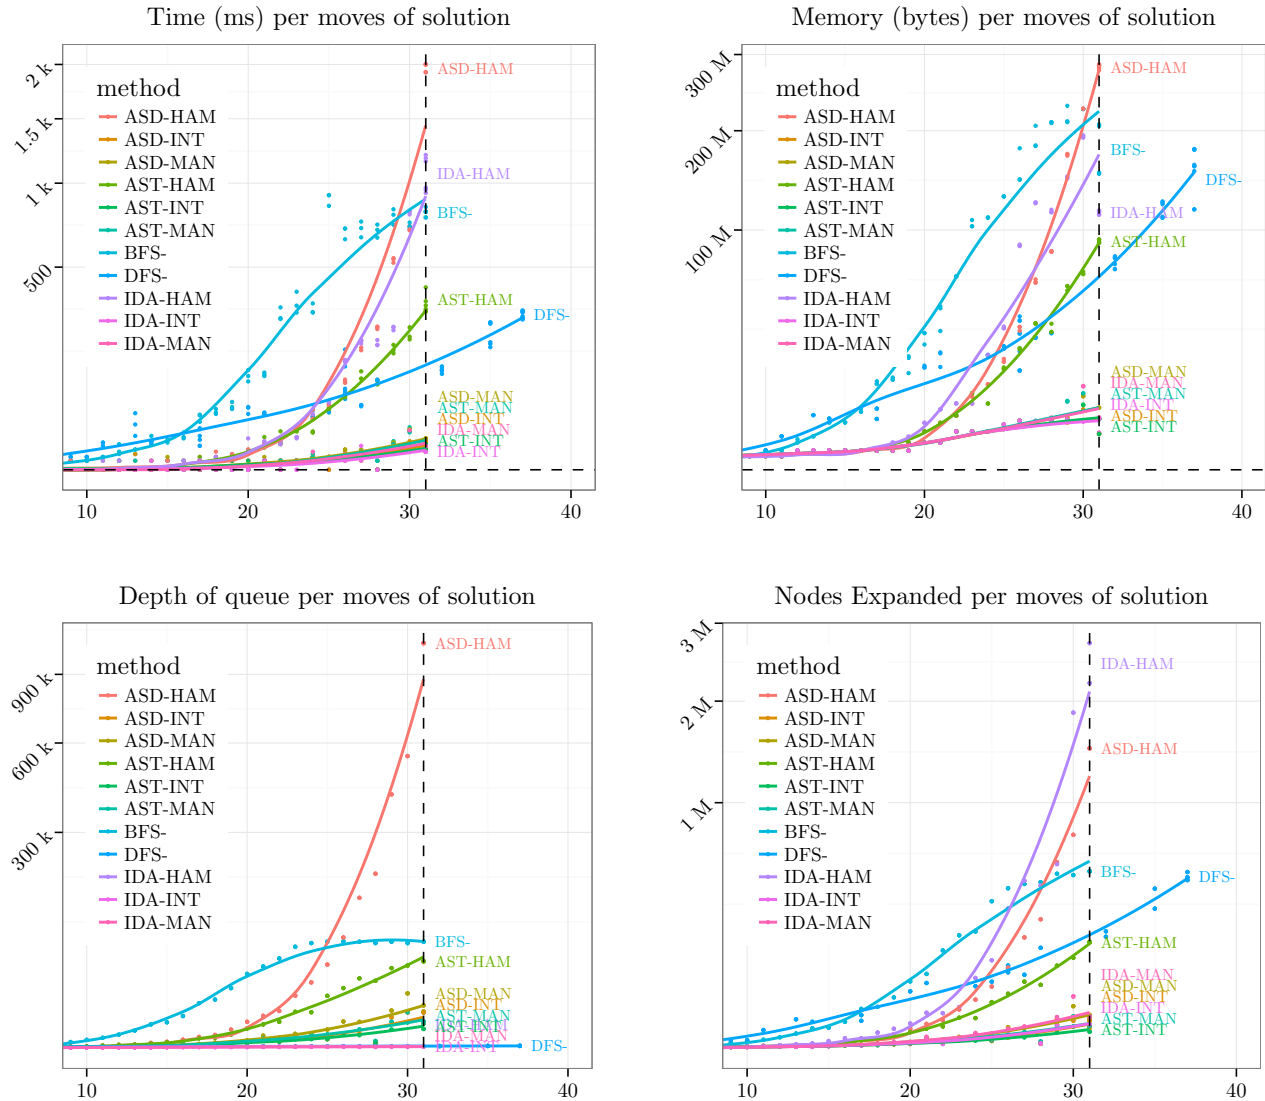 Time (ms) per moves of solution
2 k
1.5 k
1 k
500
method
ASD-HAM
ASD-INT
ASD-MAN
AST-HAM
AST-INT
AST-MAN
BFS-
DFS-
IDA-HAM
IDA-INT
IDA-MAN
ASD-HAM
IDA-HAM
BFS-
AST-HAM
DFS-
ASD-MAN
AST-MAN
ASD-INT
IDA-MAN
AST-INT
IDA-INT
10 20 30 40
Memory (bytes) per moves of solution
300 M
200 M
100 M
method
ASD-HAM
ASD-INT
ASD-MAN
AST-HAM
AST-INT
AST-MAN
BFS-
DFS-
IDA-HAM
IDA-INT
IDA-MAN
ASD-HAM
BFS-
DFS-
IDA-HAM
AST-HAM
ASD-MAN
IDA-MAN
AST-MAN
IDA-INT
ASD-INT
AST-INT
10 20 30 40
Depth of queue per moves of solution
900 k
600 k
300 k
method
ASD-HAM
ASD-INT
ASD-MAN
AST-HAM
AST-INT
AST-MAN
BFS-
DFS-
IDA-HAM
IDA-INT
IDA-MAN
ASD-HAM
BFS-
AST-HAM
ASD-MAN
ASD-INT
AST-MAN
AST-INT
IDA-MAN
IDA-INT
DFS-
10 20 30 40
Nodes Expanded per moves of solution
3 M
2 M
1 M
method
ASD-HAM
ASD-INT
ASD-MAN
AST-HAM
AST-INT
AST-MAN
BFS-
DFS-
IDA-HAM
IDA-INT
IDA-MAN
IDA-HAM
ASD-HAM
BFS-
DFS-
AST-HAM
IDA-MAN
ASD-MAN
ASD-INT
IDA-INT
AST-MAN
AST-INT
10 20 30 40